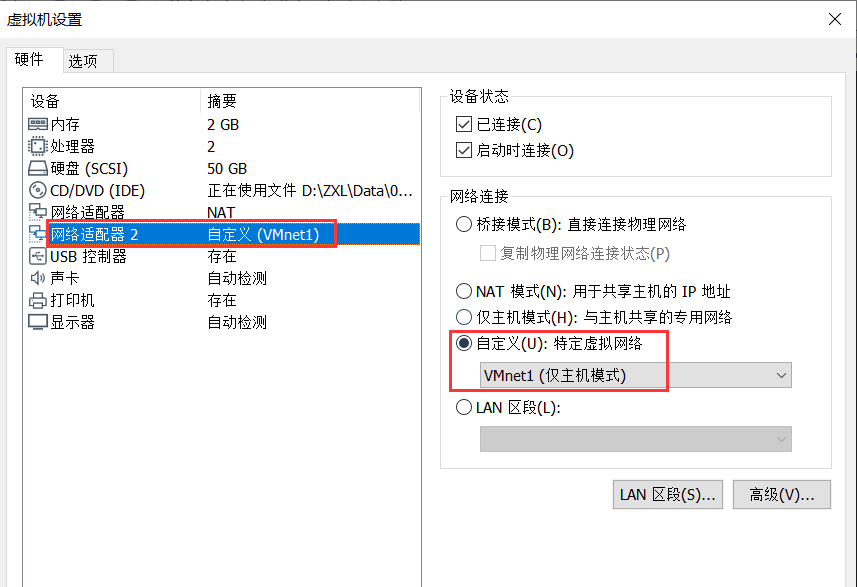 虚拟机设置
硬件 选项
设备 摘要
内存 2 GB
处理器 2
硬盘 (SCSI) 50 GB
CD/DVD (IDE) 正在使用文件 D:\ZXL\Data\0...
网络适配器 NAT
网络适配器 2 自定义 (VMnet1)
USB 控制器 存在
声卡 自动检测
打印机 存在
显示器 自动检测
设备状态
已连接(C)
启动时连接(O)
网络连接
桥接模式(B): 直接连接物理网络
复制物理网络连接状态(P)
NAT 模式(N): 用于共享主机的 IP 地址
仅主机模式(H): 与主机共享的专用网络
自定义(U): 特定虚拟网络
VMnet1 (仅主机模式)
LAN 区段(L):
LAN 区段(S)... 高级(V)...